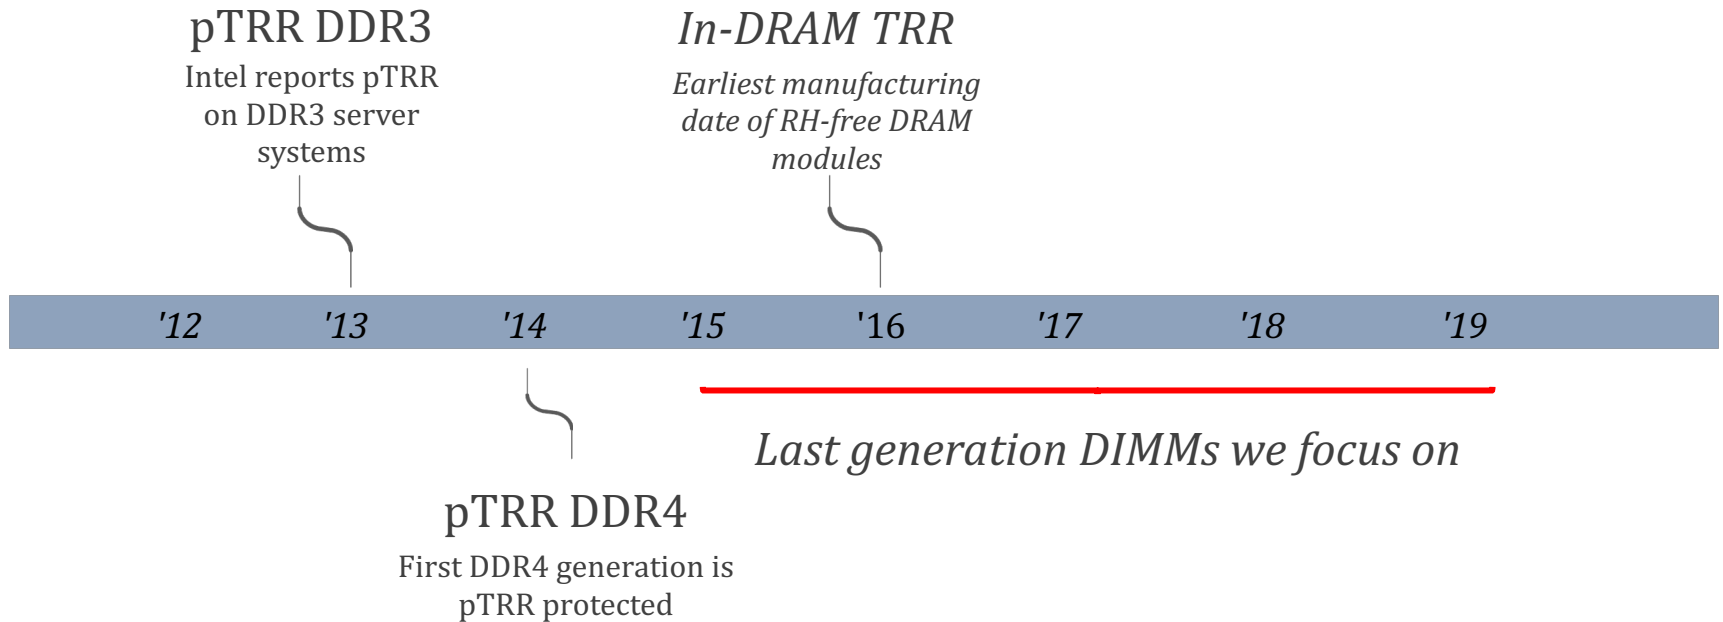 pTRR DDR3
Intel reports pTRR
on DDR3 server
systems
In-DRAM TRR
Earliest manufacturing
date of RH-free DRAM
modules
'12 '13 '14 '15 '16 '17 '18 '19
Last generation DIMMs we focus on
pTRR DDR4
First DDR4 generation is
pTRR protected